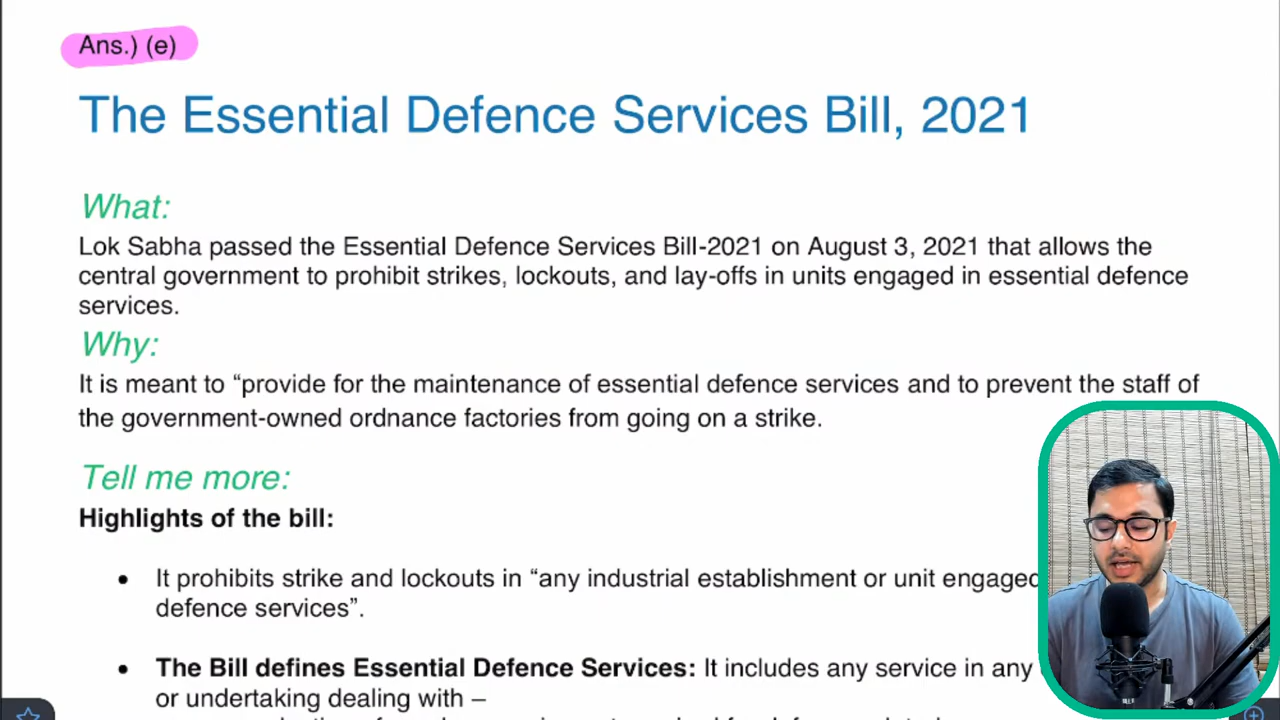 Ans.) (e)
The Essential Defence Services Bill, 2021
What:
Lok Sabha passed the Essential Defence Services Bill-2021 on August 3, 2021 that allows the
central government to prohibit strikes, lockouts, and lay-offs in units engaged in essential defence
services.
Why:
It is meant to “provide for the maintenance of essential defence services and to prevent the staff of
the government-owned ordnance factories from going on a strike.
Tell me more:
Highlights of the bill:
• It prohibits strike and lockouts in “any industrial establishment or unit engaged
defence services”.
• The Bill defines Essential Defence Services: It includes any service in any
or undertaking dealing with –